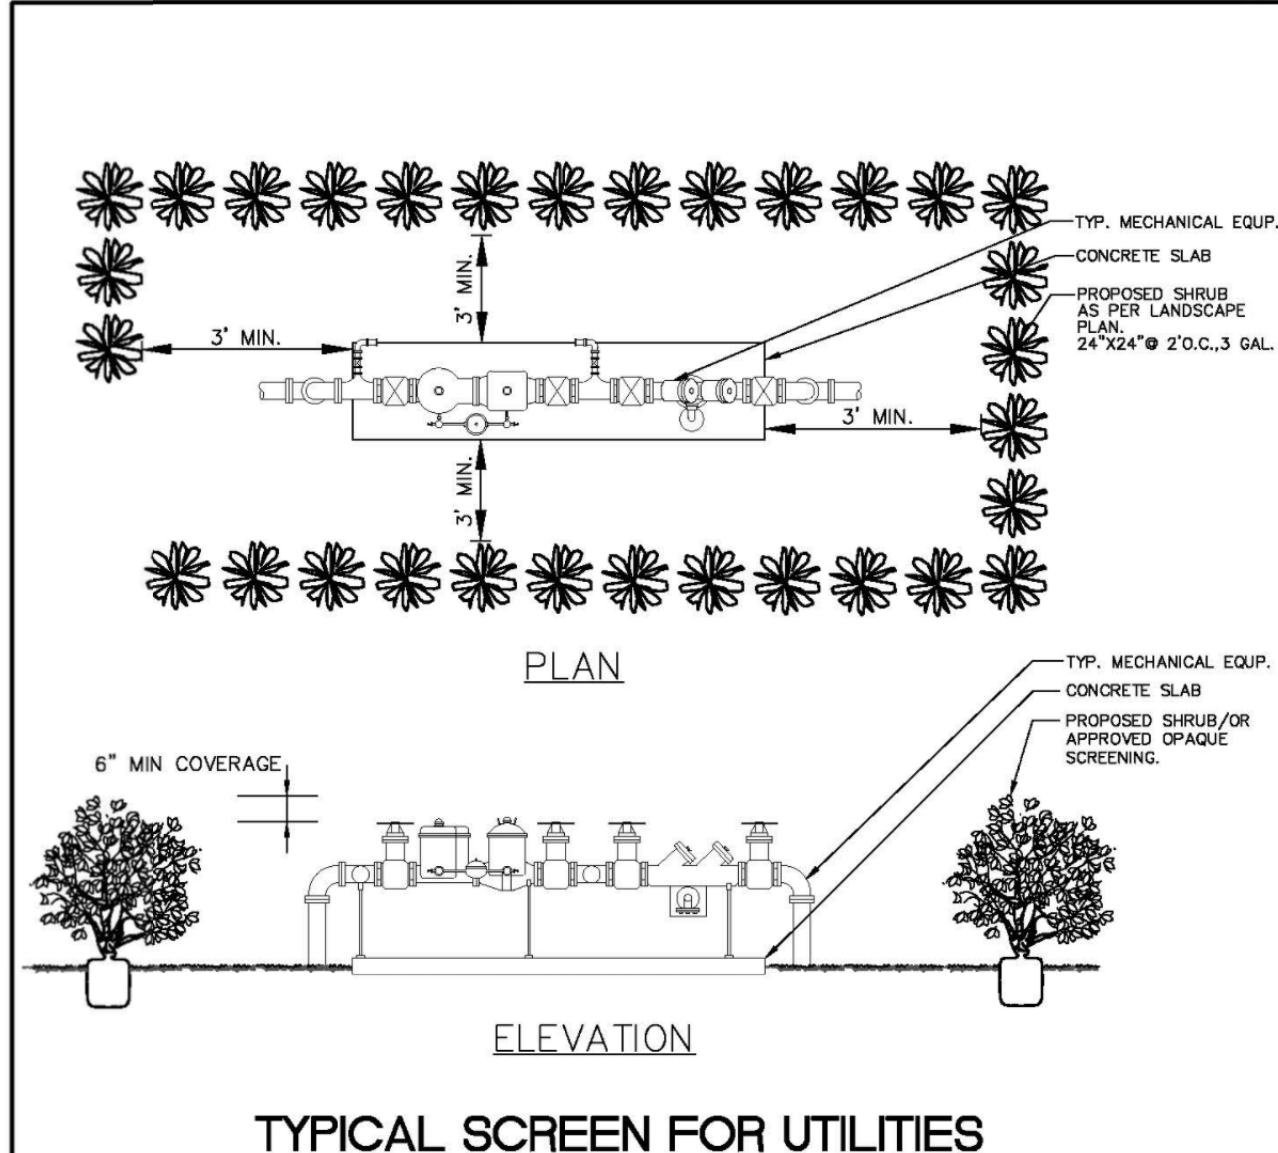 TYP. MECHANICAL EQUP.
CONCRETE SLAB
PROPOSED SHRUB
AS PER LANDSCAPE
PLAN.
24"X24"@ 2'O.C.,3 GAL.
3' MIN.
3' MIN.
3' MIN.
3' MIN.
PLAN
TYP. MECHANICAL EQUP.
CONCRETE SLAB
PROPOSED SHRUB/OR
APPROVED OPAQUE
SCREENING.
6" MIN COVERAGE
ELEVATION
TYPICAL SCREEN FOR UTILITIES